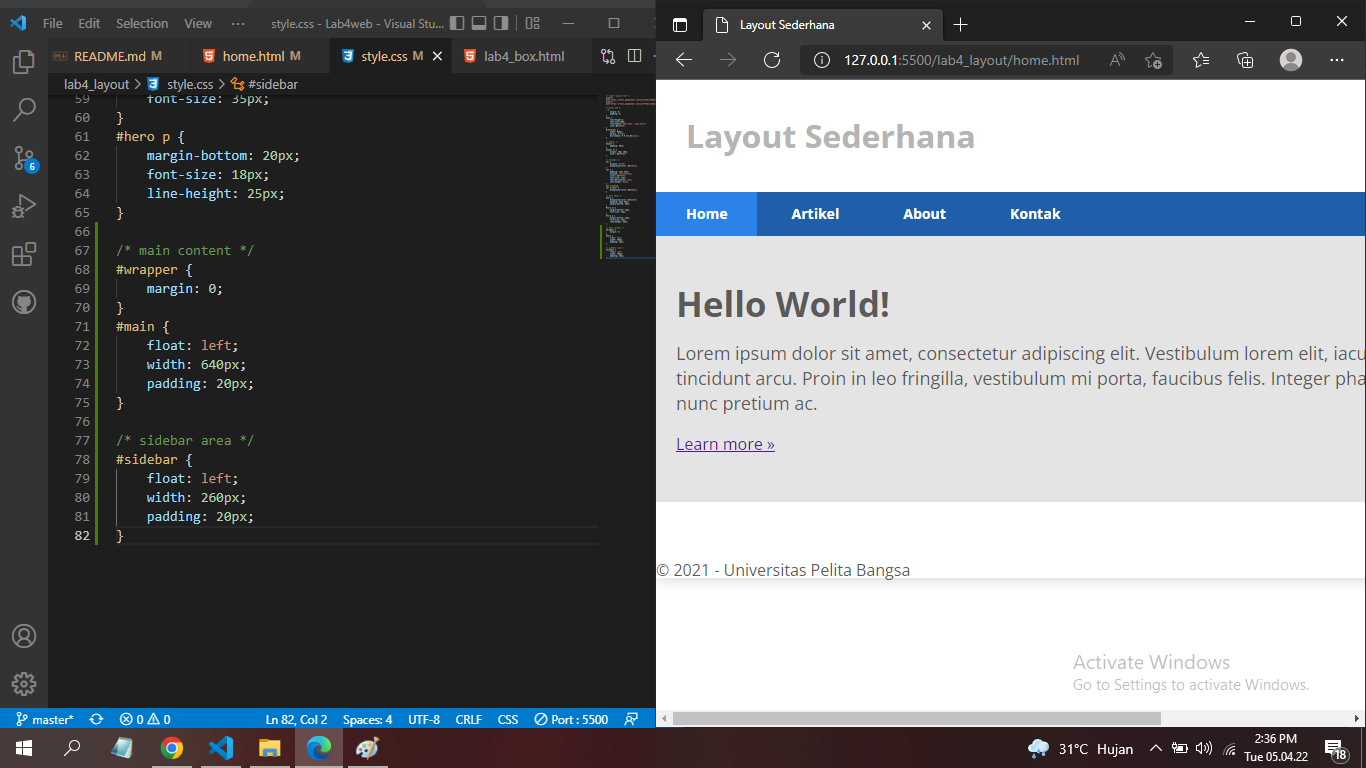 File Edit Selection View ··· style.css - Lab4web - Visual Stu...
README.md M home.html M style.css M lab4_box.html
lab4_layout > style.css > #sidebar
59 font-size: 35px;
60 }
61 #hero p {
62 margin-bottom: 20px;
63 font-size: 18px;
64 line-height: 25px;
65 }
66
67 /* main content */
68 #wrapper {
69 margin: 0;
70 }
71 #main {
72 float: left;
73 width: 640px;
74 padding: 20px;
75 }
76
77 /* sidebar area */
78 #sidebar {
79 float: left;
80 width: 260px;
81 padding: 20px;
82 }
6
master* 0 0 Ln 82, Col 2 Spaces: 4 UTF-8 CRLF CSS Port : 5500
Layout Sederhana
127.0.0.1:5500/lab4_layout/home.html
Layout Sederhana
Home Artikel About Kontak
Hello World!
Lorem ipsum dolor sit amet, consectetur adipiscing elit. Vestibulum lorem elit, iacu
tincidunt arcu. Proin in leo fringilla, vestibulum mi porta, faucibus felis. Integer pha
nunc pretium ac.
Learn more »
© 2021 - Universitas Pelita Bangsa
Activate Windows
Go to Settings to activate Windows.
31°C Hujan
2:36 PM
Tue 05.04.22
18